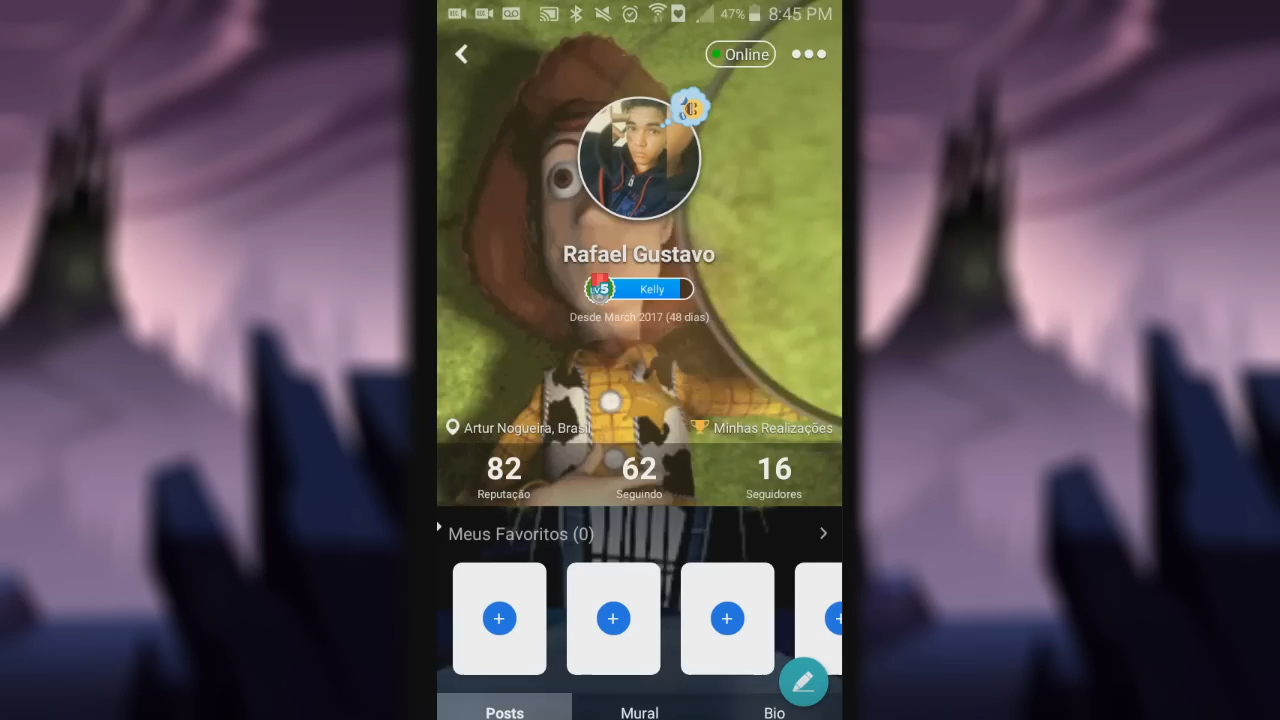 47% 8:45 PM
Online
Rafael Gustavo
LV5 Kelly
Desde March 2017 (48 dias)
Artur Nogueira, Brasil
Minhas Realizações
82 62 16
Reputação Seguindo Seguidores
Meus Favoritos (0)
Posts Mural Bio